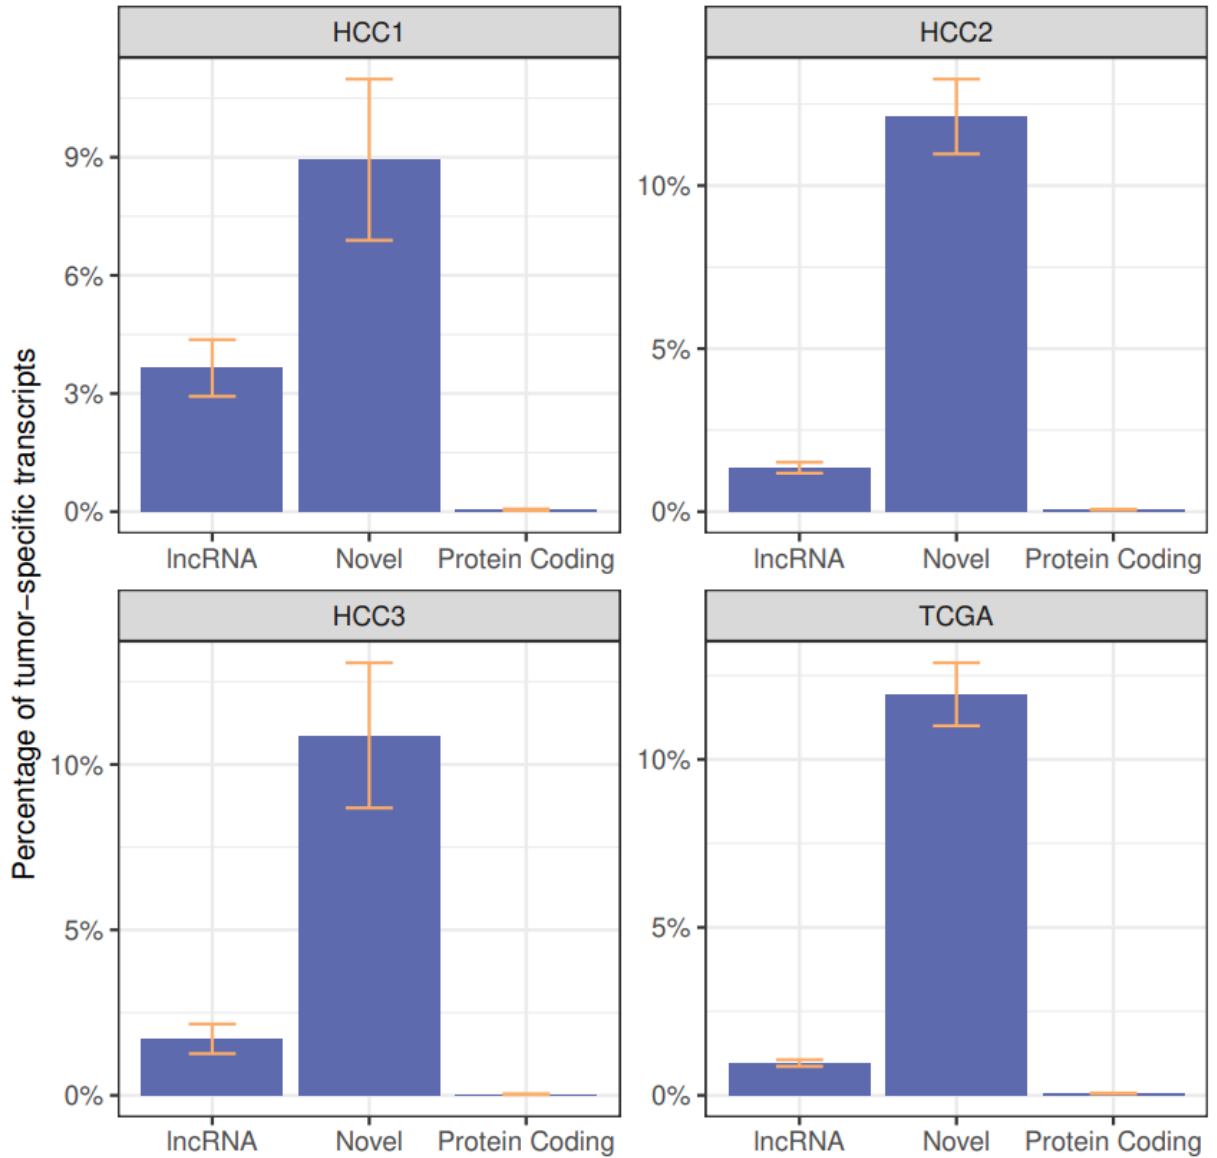 Percentage of tumor-specific transcripts
HCC1
9%
6%
3%
0%
lncRNA Novel Protein Coding
HCC2
10%
5%
0%
lncRNA Novel Protein Coding
HCC3
10%
5%
0%
lncRNA Novel Protein Coding
TCGA
10%
5%
0%
lncRNA Novel Protein Coding